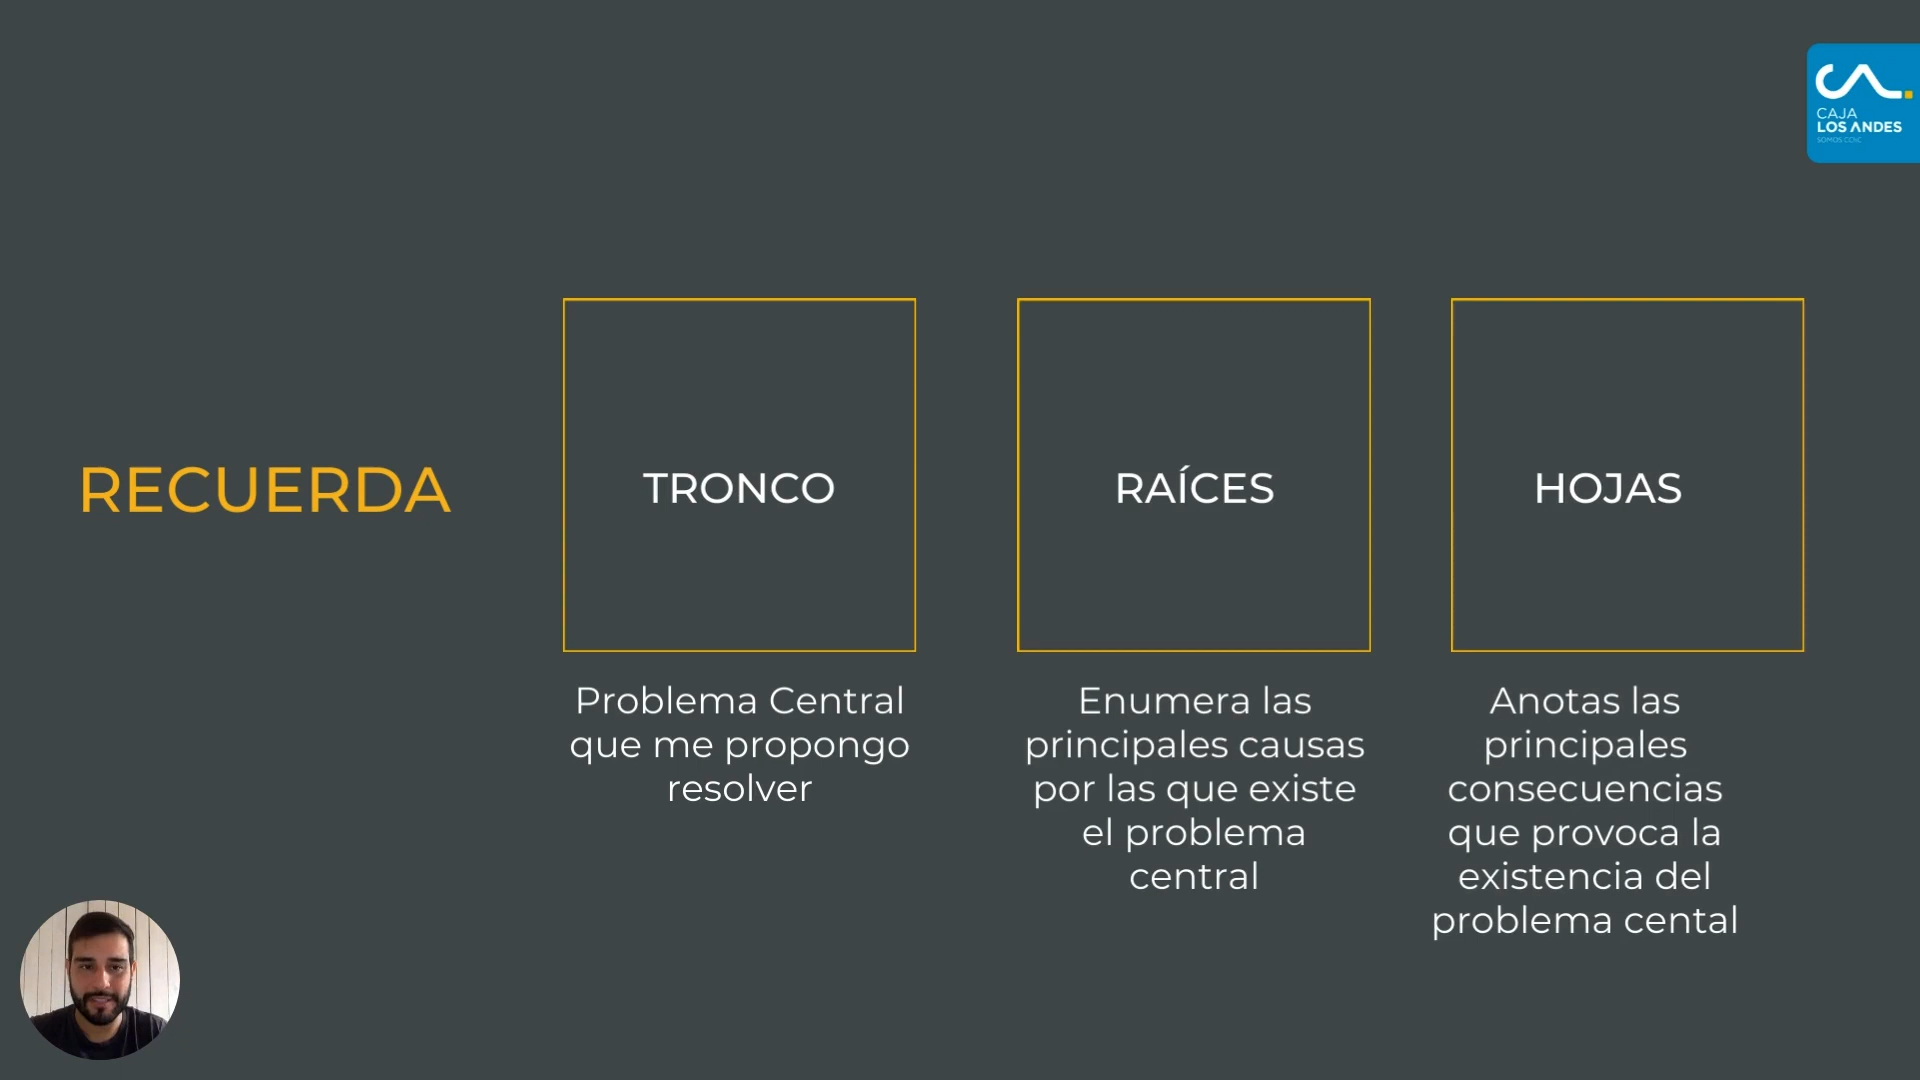 CAJA
LOS ANDES
RECUERDA
TRONCO
Problema Central
que me propongo
resolver
RAÍCES
Enumera las
principales causas
por las que existe
el problema
central
HOJAS
Anotas las
principales
consecuencias
que provoca la
existencia del
problema cental